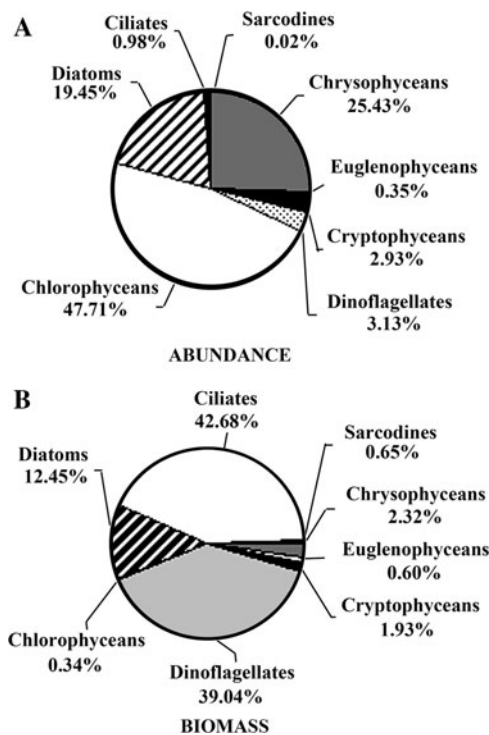 A
Ciliates
0.98%
Sarcodines
0.02%
Diatoms
19.45%
Chrysophyceans
25.43%
Euglenophyceans
0.35%
Cryptophyceans
2.93%
Dinoflagellates
3.13%
Chlorophyceans
47.71%
ABUNDANCE
B
Ciliates
42.68%
Sarcodines
0.65%
Diatoms
12.45%
Chrysophyceans
2.32%
Euglenophyceans
0.60%
Cryptophyceans
1.93%
Chlorophyceans
0.34%
Dinoflagellates
39.04%
BIOMASS